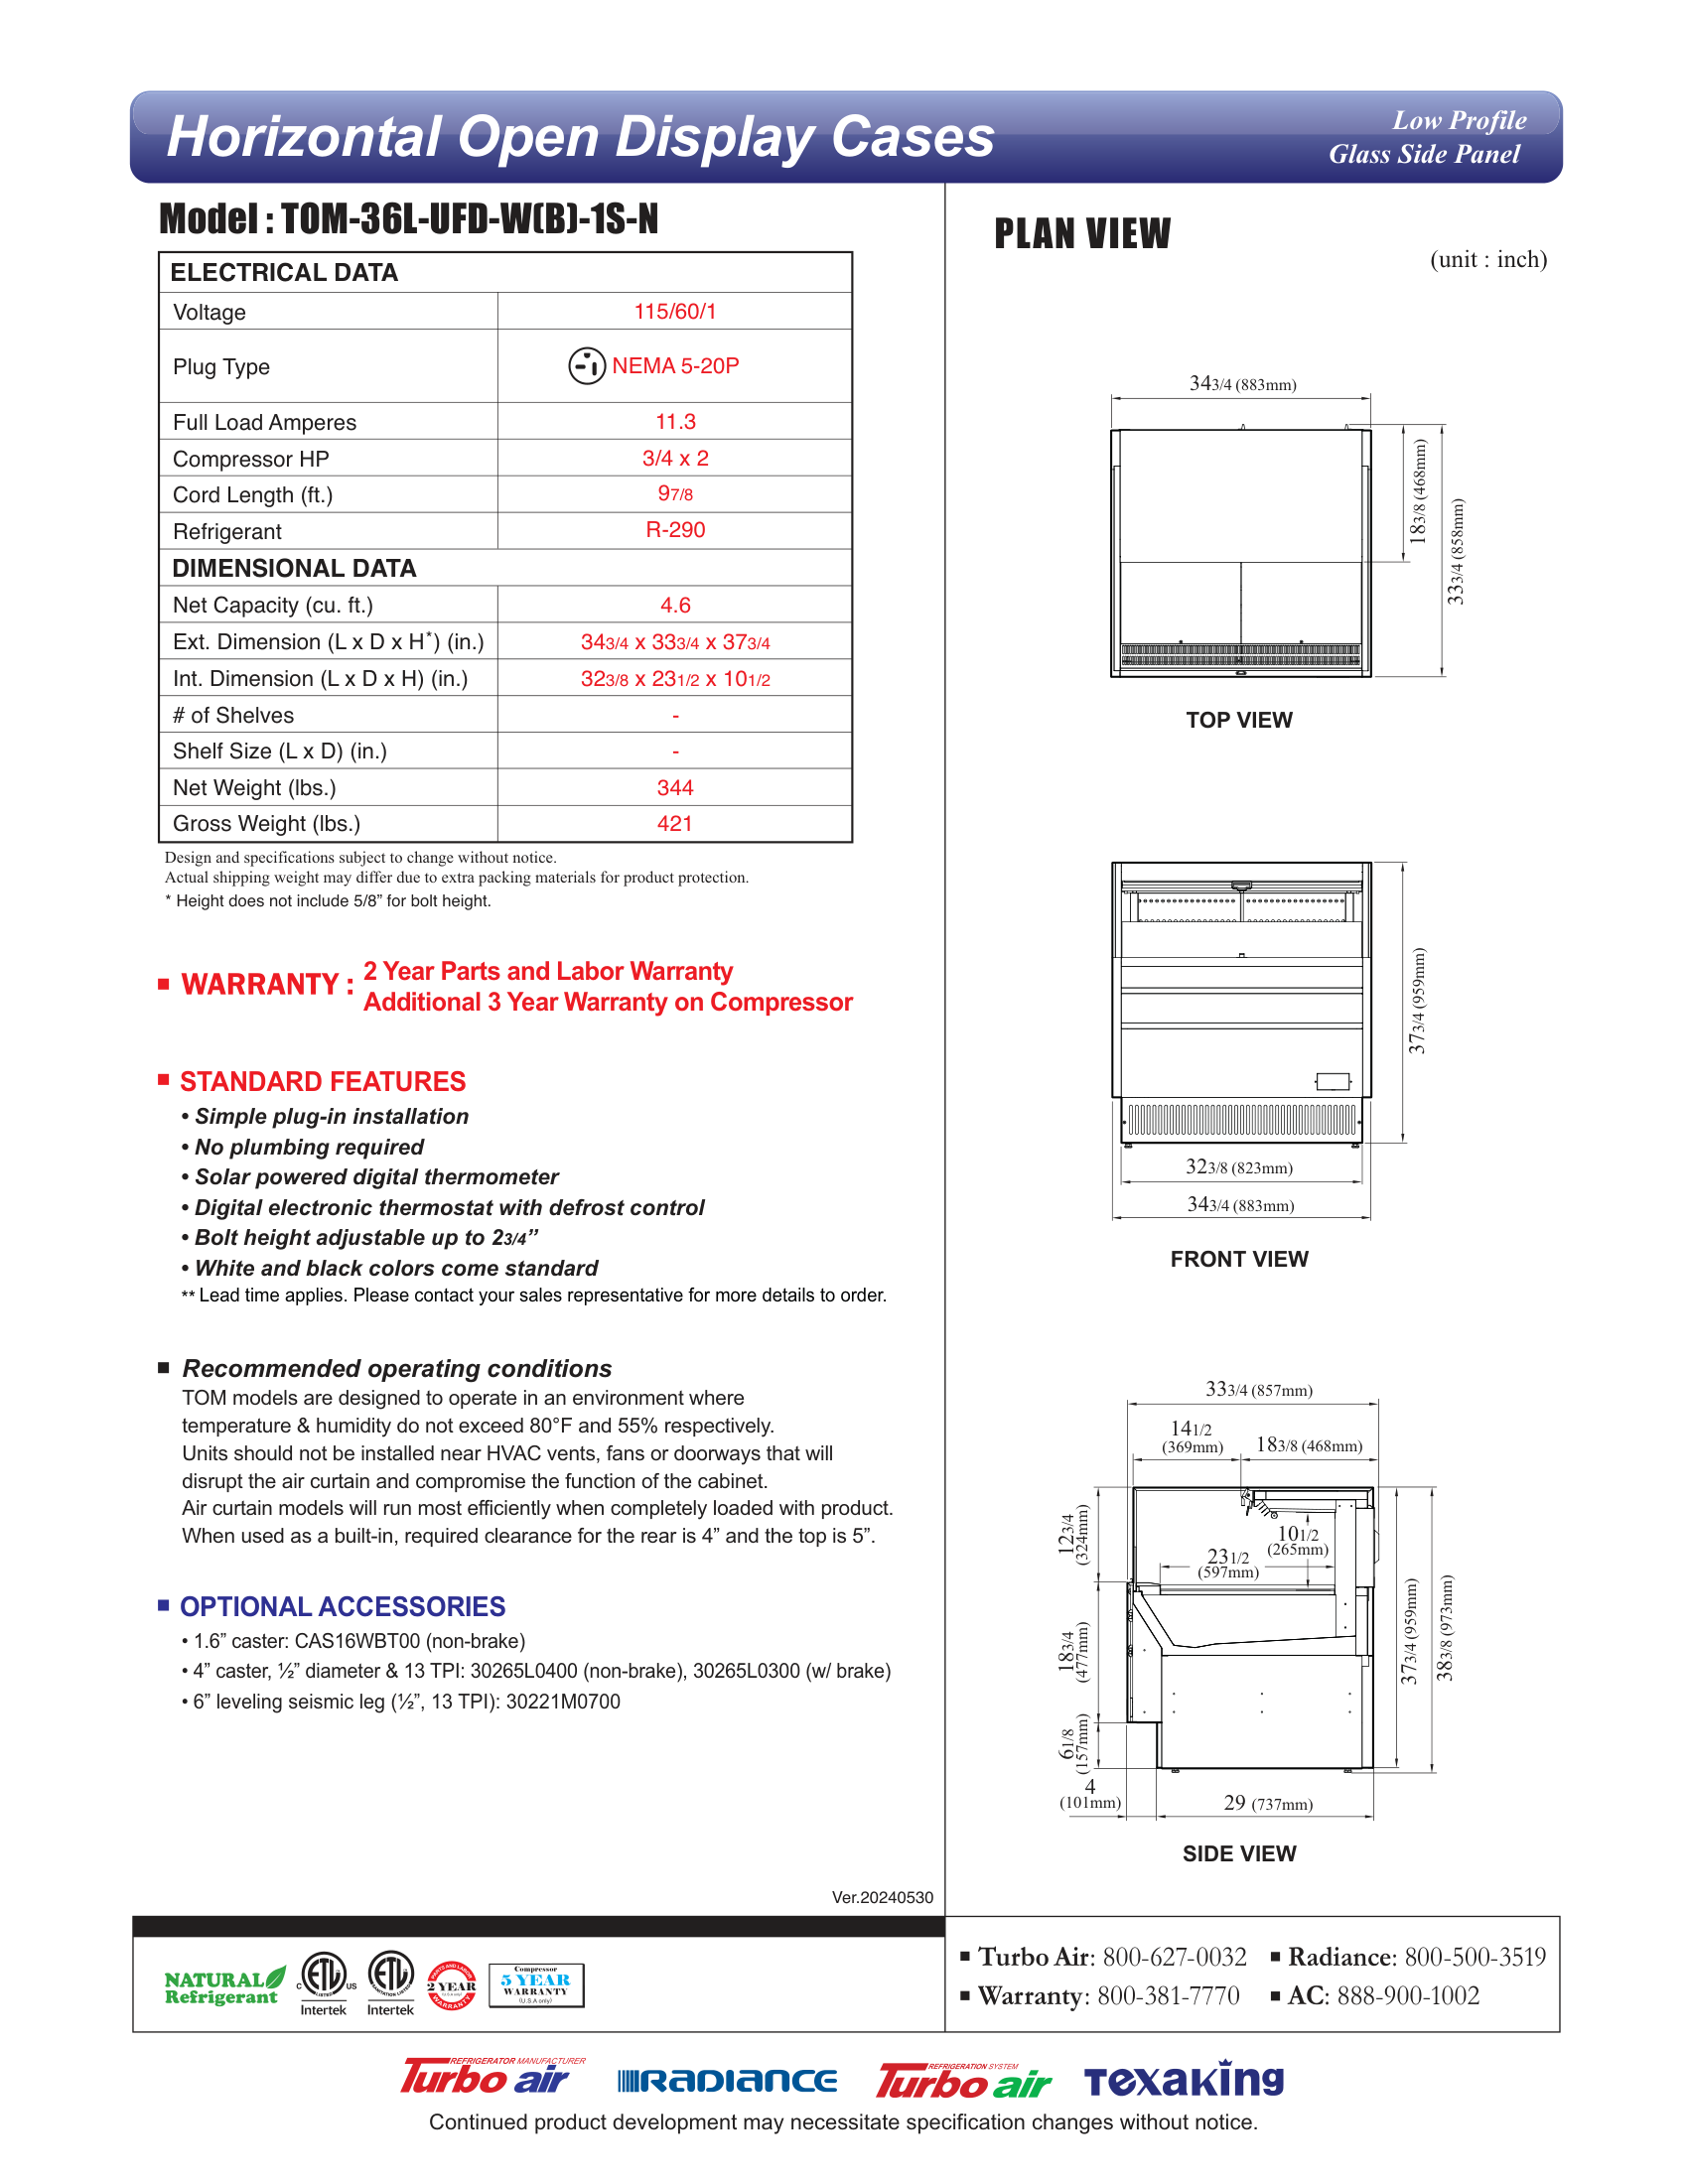 Horizontal Open Display Cases
Low Profile
Glass Side Panel
Model : TOM-36L-UFD-W(B)-1S-N
ELECTRICAL DATA
Voltage 115/60/1
Plug Type NEMA 5-20P
Full Load Amperes 11.3
Compressor HP 3/4 x 2
Cord Length (ft.) 9 7/8
Refrigerant R-290
DIMENSIONAL DATA
Net Capacity (cu. ft.) 4.6
Ext. Dimension (L x D x H*) (in.) 34 3/4 x 33 3/4 x 37 3/4
Int. Dimension (L x D x H) (in.) 32 3/8 x 23 1/2 x 10 1/2
# of Shelves -
Shelf Size (L x D) (in.) -
Net Weight (lbs.) 344
Gross Weight (lbs.) 421
Design and specifications subject to change without notice.
Actual shipping weight may differ due to extra packing materials for product protection.
* Height does not include 5/8” for bolt height.
■ WARRANTY : 2 Year Parts and Labor Warranty
Additional 3 Year Warranty on Compressor
■ STANDARD FEATURES
• Simple plug-in installation
• No plumbing required
• Solar powered digital thermometer
• Digital electronic thermostat with defrost control
• Bolt height adjustable up to 2 3/4”
• White and black colors come standard
** Lead time applies. Please contact your sales representative for more details to order.
■ Recommended operating conditions
TOM models are designed to operate in an environment where
temperature & humidity do not exceed 80°F and 55% respectively.
Units should not be installed near HVAC vents, fans or doorways that will
disrupt the air curtain and compromise the function of the cabinet.
Air curtain models will run most efficiently when completely loaded with product.
When used as a built-in, required clearance for the rear is 4” and the top is 5”.
■ OPTIONAL ACCESSORIES
• 1.6” caster: CAS16WBT00 (non-brake)
• 4” caster, ½” diameter & 13 TPI: 30265L0400 (non-brake), 30265L0300 (w/ brake)
• 6” leveling seismic leg (½”, 13 TPI): 30221M0700
Ver.20240530
PLAN VIEW
(unit : inch)
34 3/4 (883mm)
18 3/8 (468mm)
33 3/4 (858mm)
TOP VIEW
37 3/4 (959mm)
32 3/8 (823mm)
34 3/4 (883mm)
FRONT VIEW
33 3/4 (857mm)
14 1/2
(369mm)
18 3/8 (468mm)
12 3/4
(324mm)
10 1/2
(265mm)
23 1/2
(597mm)
18 3/4
(477mm)
37 3/4 (959mm)
38 3/8 (973mm)
6 1/8
(157mm)
4
(101mm)
29 (737mm)
SIDE VIEW
NATURAL
Refrigerant
C ETL US
LISTED
Intertek
ETL
SANITATION LISTED
Intertek
PARTS AND LABOR
2 YEAR
WARRANTY
Compressor
5 YEAR
WARRANTY
(U.S.A only)
■ Turbo Air: 800-627-0032 ■ Radiance: 800-500-3519
■ Warranty: 800-381-7770 ■ AC: 888-900-1002
REFRIGERATOR MANUFACTURER
Turbo air
RADIANCE
REFRIGERATION SYSTEM
Turbo air
Texaking
Continued product development may necessitate specification changes without notice.